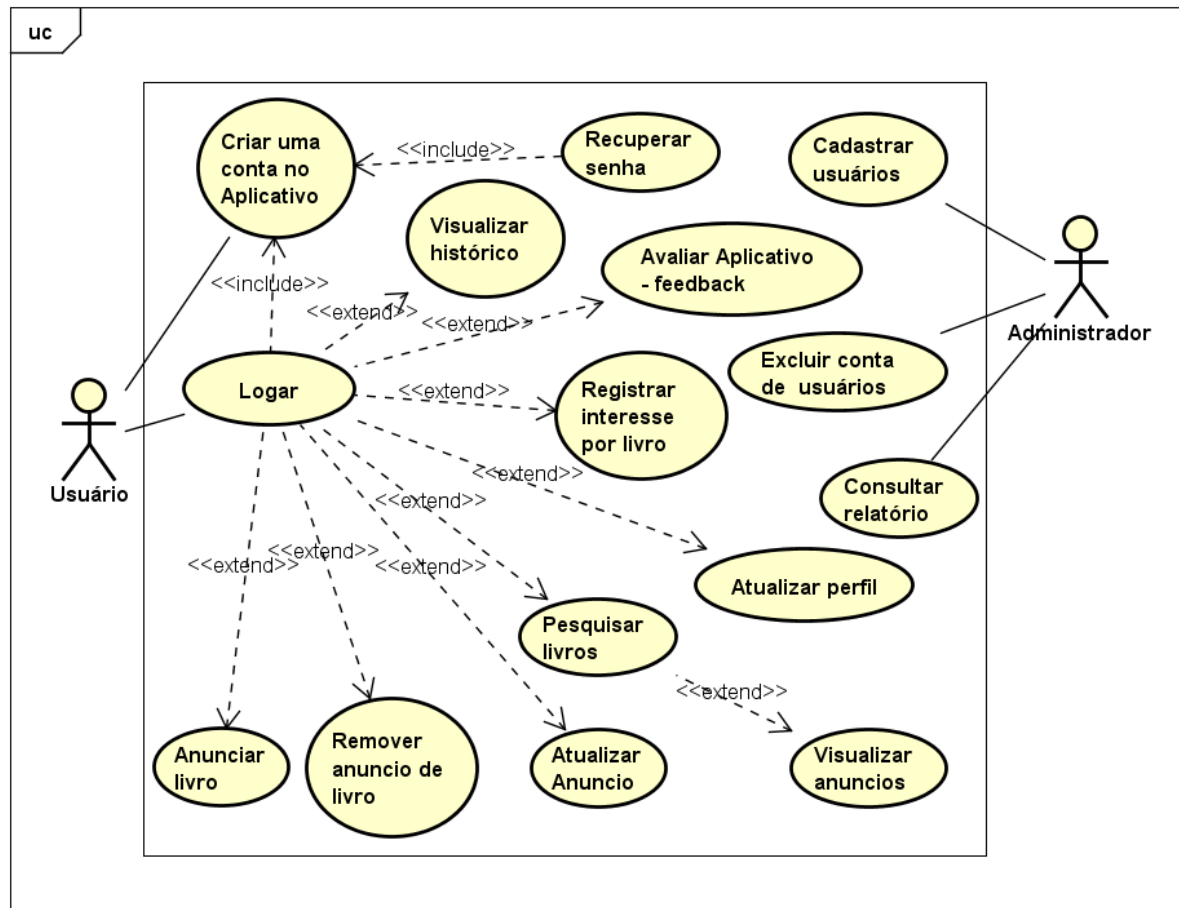 uc
Criar uma
conta no
Aplicativo
<<include>>
Recuperar
senha
Cadastrar
usuários
Visualizar
histórico
Avaliar Aplicativo
- feedback
<<include>>
<<extend>>
<<extend>>
Administrador
Excluir conta
de usuários
Logar
<<extend>>
Registrar
interesse
por livro
Usuário
<<extend>>
Consultar
relatório
<<extend>>
<<extend>>
<<extend>>
<<extend>>
Atualizar perfil
Pesquisar
livros
<<extend>>
Anunciar
livro
Remover
anuncio de
livro
Atualizar
Anuncio
Visualizar
anuncios